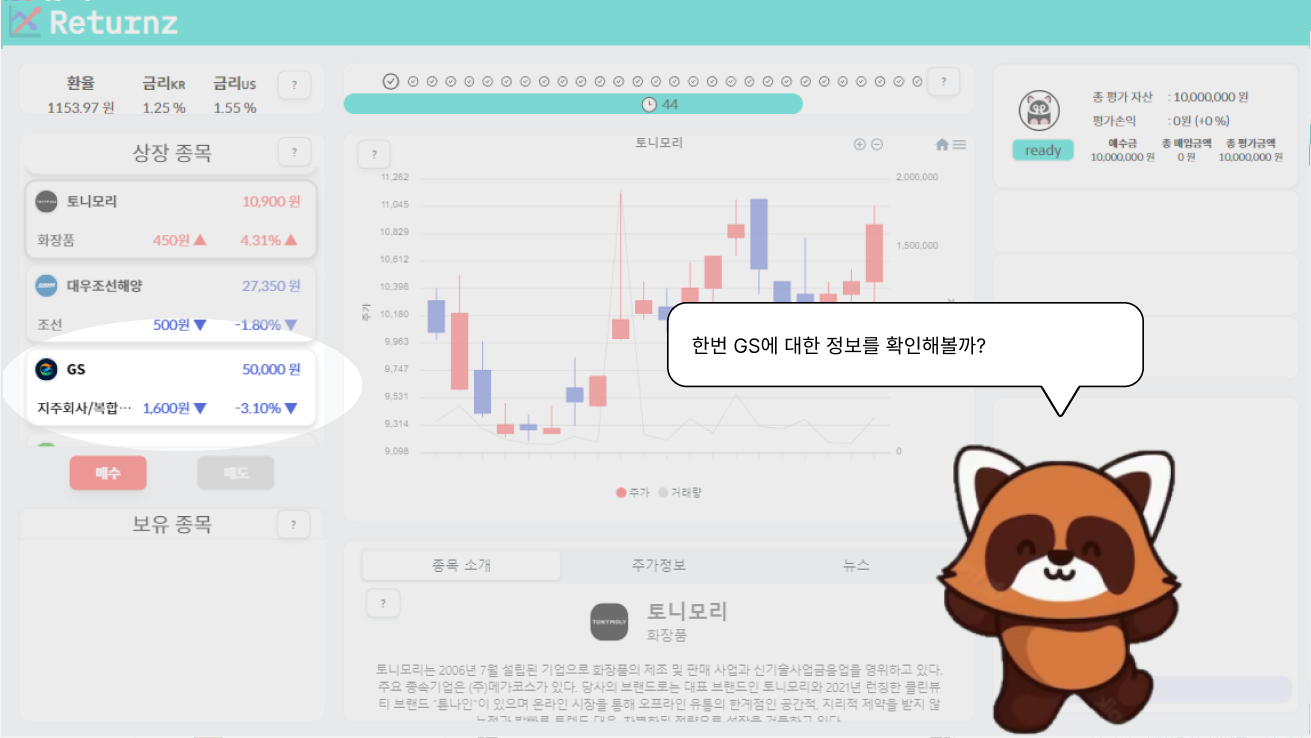 Returnz
환율 금리KR 금리US ?
1153.97 원 1.25 % 1.55 %
상장 종목 ?
토니모리 10,900 원
화장품 450원 ▲ 4.31% ▲
대우조선해양 27,350 원
조선 500원 ▼ -1.80% ▼
GS 50,000 원
지주회사/복합… 1,600원 ▼ -3.10% ▼
매수 매도
보유 종목 ?
?
44
?
토니모리
11,262
11,045
10,829
10,612
10,396
10,180
9,963
9,747
9,531
9,314
9,098
주가
2,000,000
1,500,000
0
주가 거래량
종목 소개 주가정보 뉴스
?
TONYMOLY
토니모리
화장품
토니모리는 2006년 7월 설립된 기업으로 화장품의 제조 및 판매 사업과 신기술사업금융업을 영위하고 있다.
주요 종속기업은 (주)메가코스가 있다. 당사의 브랜드로는 대표 브랜드인 토니모리와 2021년 런칭한 클린뷰
티 브랜드 "튼나인"이 있으며 온라인 시장을 통해 오프라인 유통의 한계점인 공간적, 지리적 제약을 받지 않
ready
총 평가 자산 : 10,000,000 원
평가손익 : 0원 (+0 %)
예수금 총 매입금액 총 평가금액
10,000,000 원 0 원 10,000,000 원
한번 GS에 대한 정보를 확인해볼까?